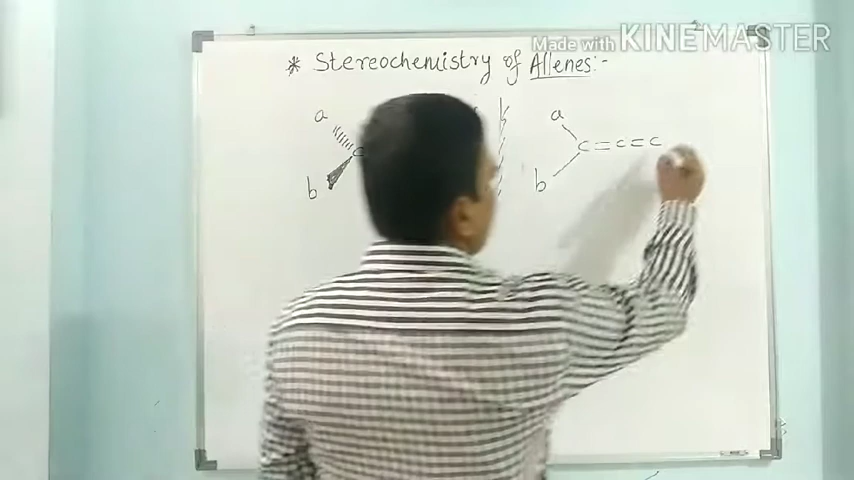 Made with KINEMASTER
* Stereochemistry of Allenes:-
a
b
c
a
c=c=c
b